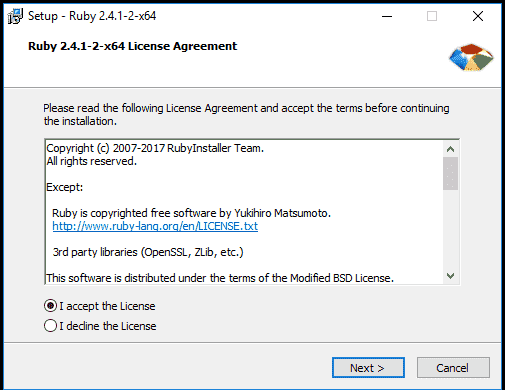 Setup - Ruby 2.4.1-2-x64
Ruby 2.4.1-2-x64 License Agreement
Please read the following License Agreement and accept the terms before continuing
the installation.
Copyright (c) 2007-2017 RubyInstaller Team.
All rights reserved.
Except:
Ruby is copyrighted free software by Yukihiro Matsumoto.
http://www.ruby-lang.org/en/LICENSE.txt
3rd party libraries (OpenSSL, ZLib, etc.)
This software is distributed under the terms of the Modified BSD License.
I accept the License
I decline the License
Next >
Cancel